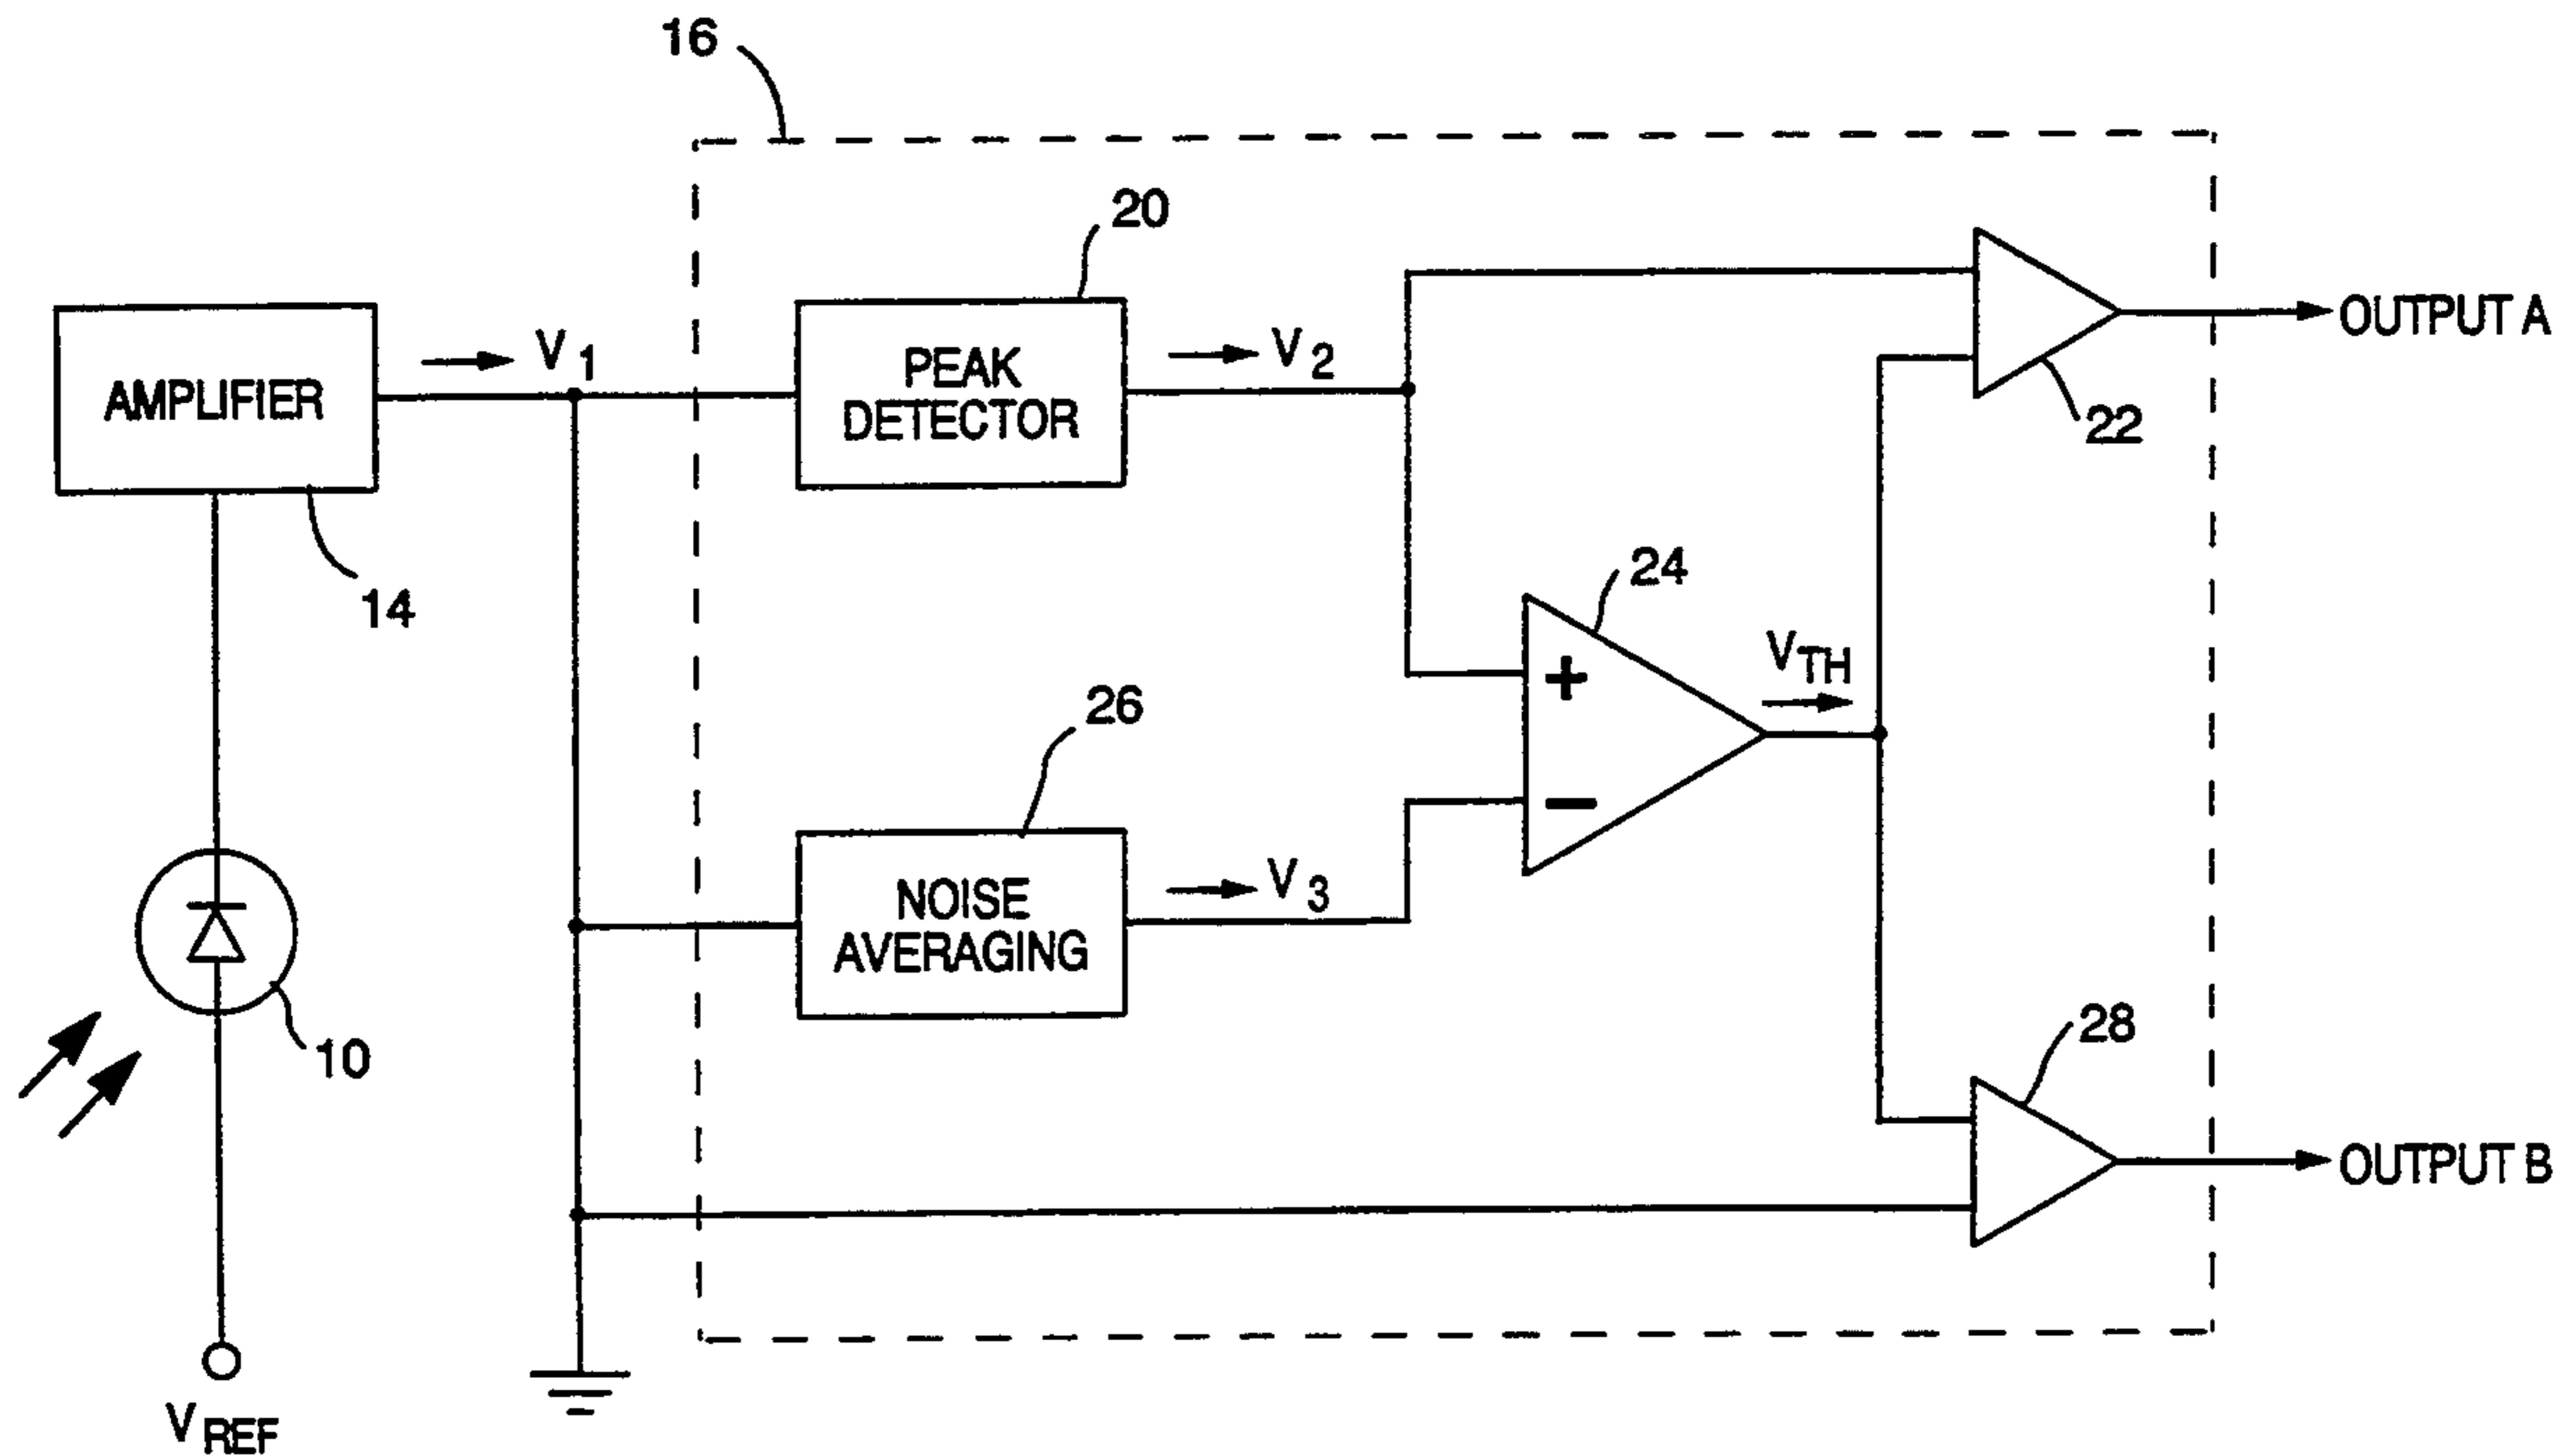 16
20
AMPLIFIER
V1
PEAK
DETECTOR
V2
OUTPUT A
22
14
24
VTH
26
NOISE
AVERAGING
V3
+
−
10
28
OUTPUT B
VREF